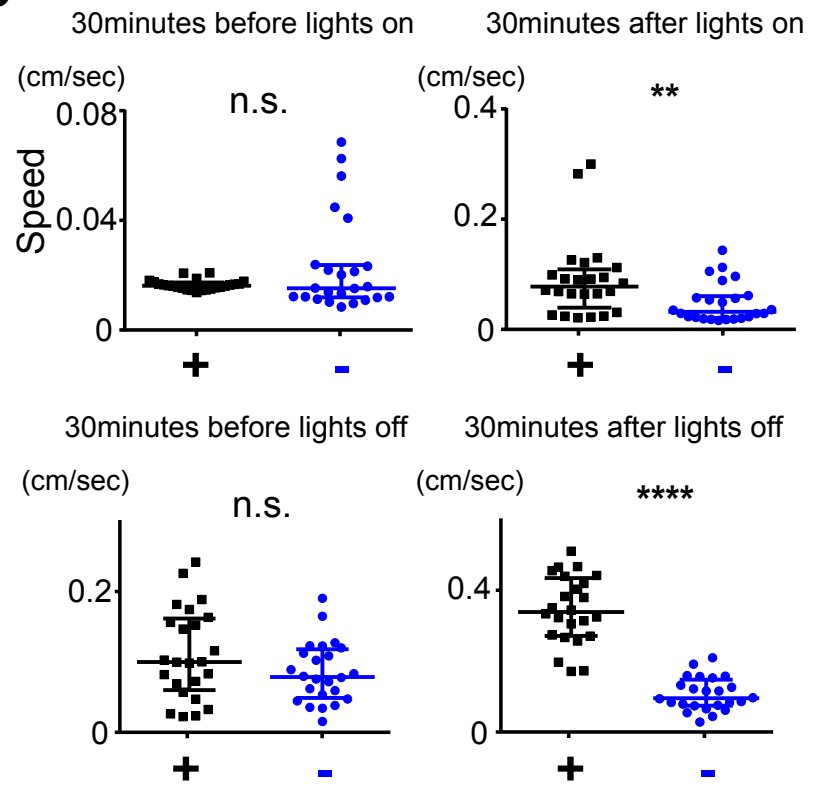 30minutes before lights on
30minutes after lights on
(cm/sec)
(cm/sec)
n.s.
**
0.08
0.04
0
Speed
0.4
0.2
0
+
-
+
-
30minutes before lights off
30minutes after lights off
(cm/sec)
(cm/sec)
n.s.
****
0.2
0
0.4
0
+
-
+
-